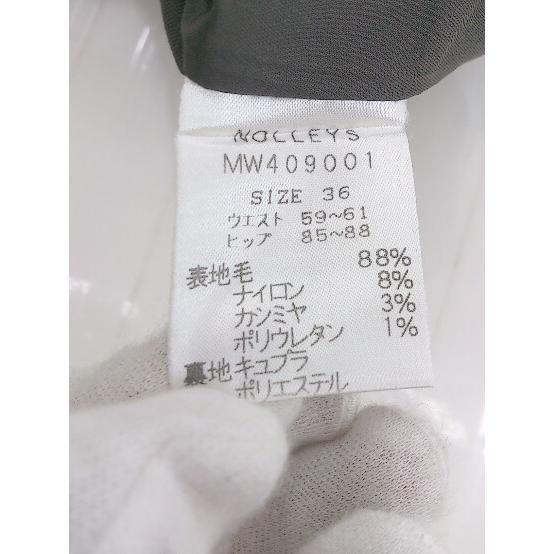 NOLLEYS
MW409001
SIZE 36
ウエスト 59~61
ヒップ 85~88
表地毛 88%
ナイロン 8%
カシミヤ 3%
ポリウレタン 1%
裏地キュプラ
ポリエステル